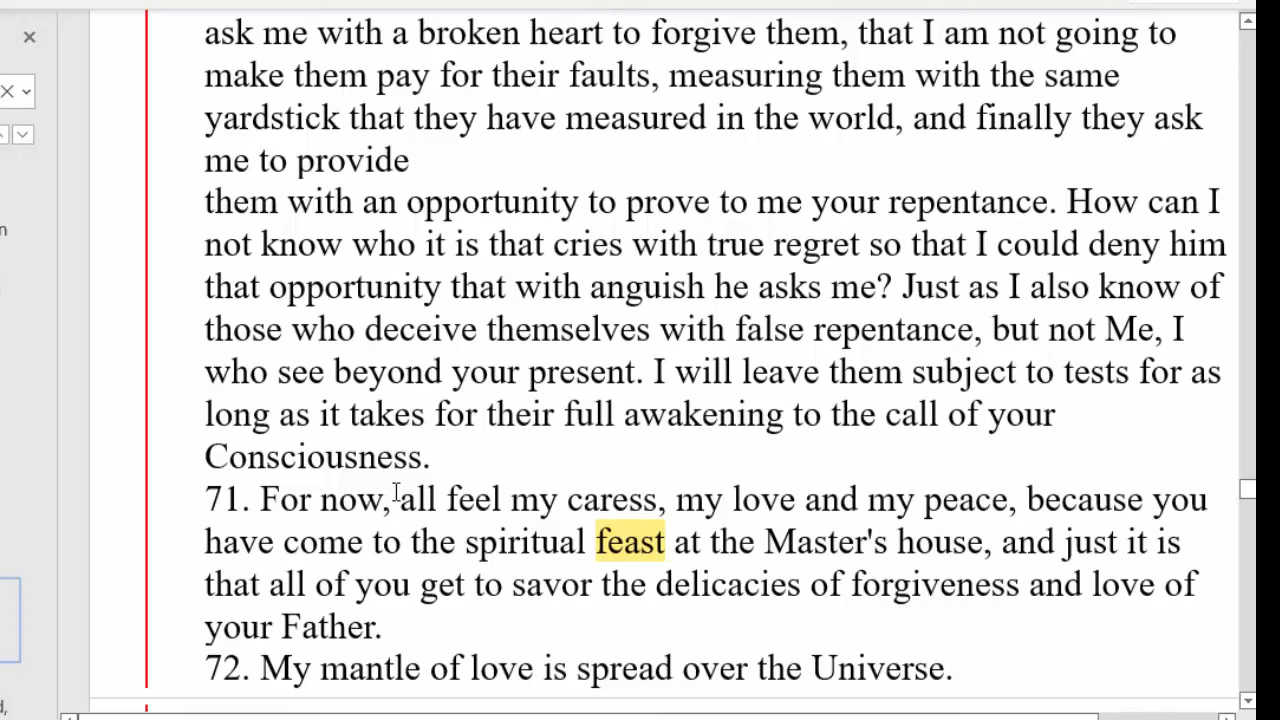 ask me with a broken heart to forgive them, that I am not going to
make them pay for their faults, measuring them with the same
yardstick that they have measured in the world, and finally they ask
me to provide
them with an opportunity to prove to me your repentance. How can I
not know who it is that cries with true regret so that I could deny him
that opportunity that with anguish he asks me? Just as I also know of
those who deceive themselves with false repentance, but not Me, I
who see beyond your present. I will leave them subject to tests for as
long as it takes for their full awakening to the call of your
Consciousness.
71. For now, all feel my caress, my love and my peace, because you
have come to the spiritual feast at the Master's house, and just it is
that all of you get to savor the delicacies of forgiveness and love of
your Father.
72. My mantle of love is spread over the Universe.